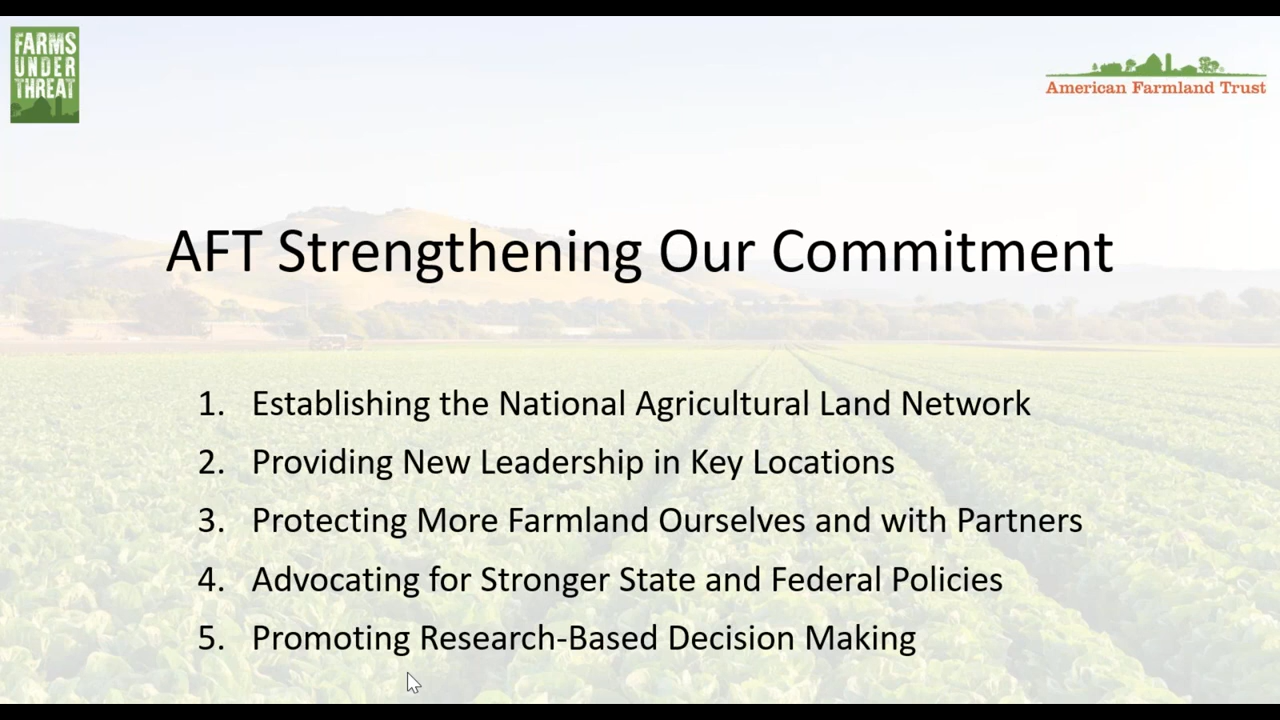 FARMS
UNDER
THREAT
American Farmland Trust
AFT Strengthening Our Commitment
1. Establishing the National Agricultural Land Network
2. Providing New Leadership in Key Locations
3. Protecting More Farmland Ourselves and with Partners
4. Advocating for Stronger State and Federal Policies
5. Promoting Research-Based Decision Making